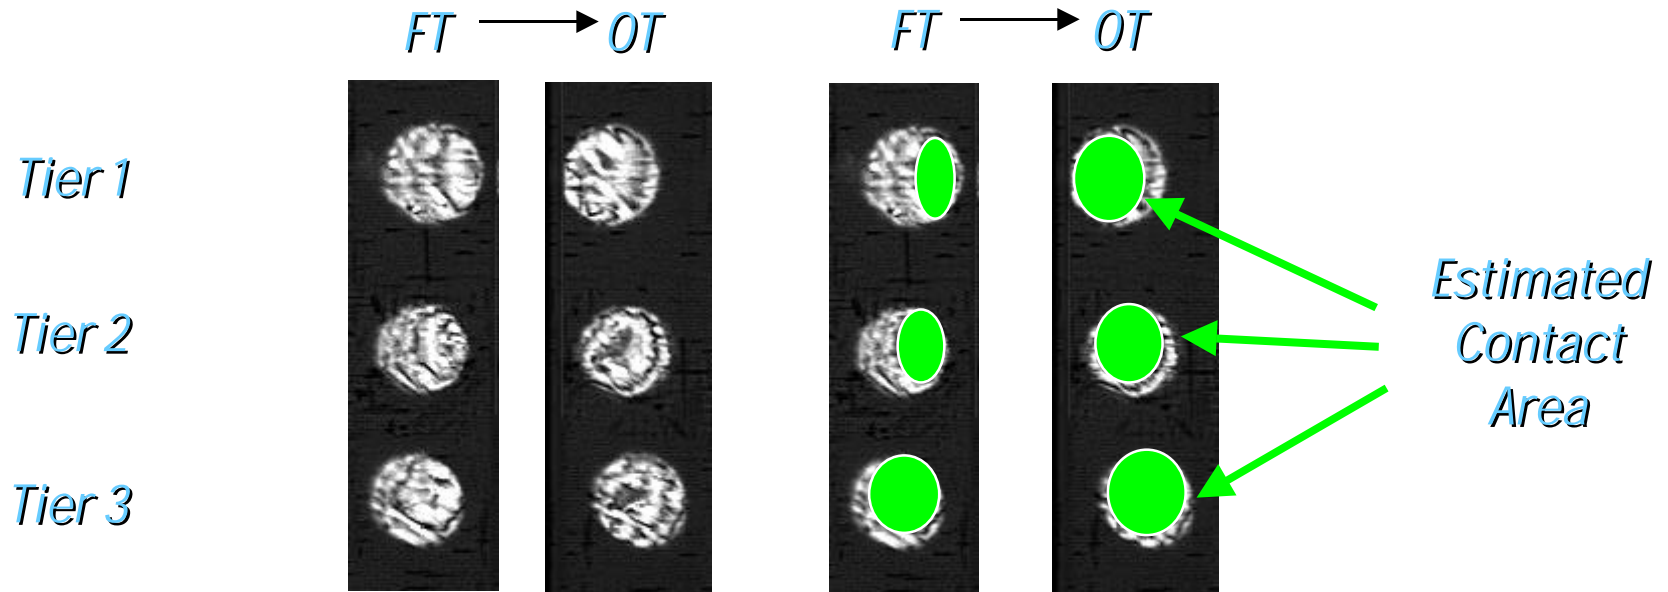 FT OT FT OT
Tier 1
Tier 2
Tier 3
Estimated
Contact
Area